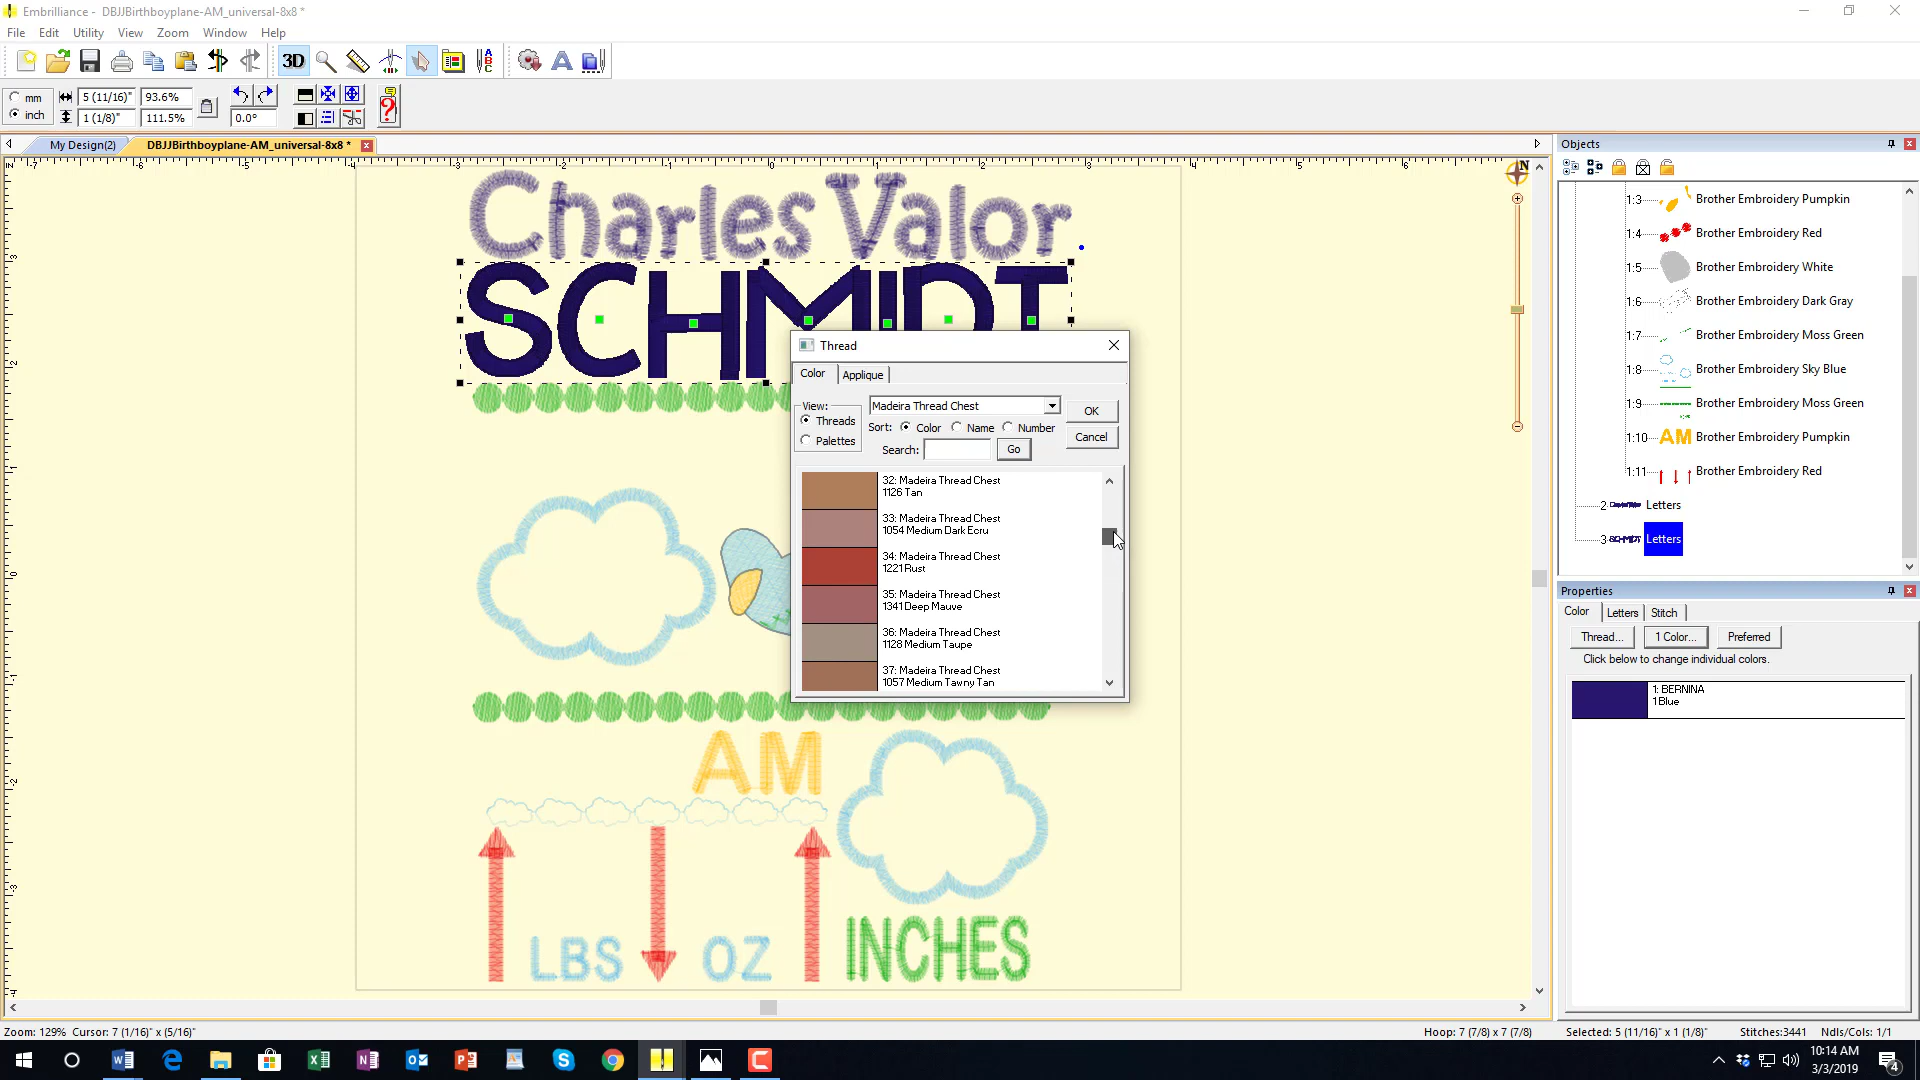 Embrilliance - DBJJBirthboyplane-AM_universal-8x8 *
File Edit Utility View Zoom Window Help
3D
mm
inch
5 (11/16)" 93.6%
1 (1/8)" 111.5%
0.0°
My Design(2) DBJJBirthboyplane-AM_universal-8x8 *
Charles Valor
SCHMIDT
AM
LBS OZ INCHES
Thread
Color Applique
View:
Threads
Palettes
Madeira Thread Chest
OK
Sort: Color Name Number
Cancel
Search: Go
32: Madeira Thread Chest
1126 Tan
33: Madeira Thread Chest
1054 Medium Dark Ecru
34: Madeira Thread Chest
1221 Rust
35: Madeira Thread Chest
1341 Deep Mauve
36: Madeira Thread Chest
1128 Medium Taupe
37: Madeira Thread Chest
1057 Medium Tawny Tan
Objects
1:3 Brother Embroidery Pumpkin
1:4 Brother Embroidery Red
1:5 Brother Embroidery White
1:6 Brother Embroidery Dark Gray
1:7 Brother Embroidery Moss Green
1:8 Brother Embroidery Sky Blue
1:9 Brother Embroidery Moss Green
1:10 AM Brother Embroidery Pumpkin
1:11 Brother Embroidery Red
2 Letters
3 SCHMIDT Letters
Properties
Color Letters Stitch
Thread... 1 Color... Preferred
Click below to change individual colors.
1: BERNINA
1 Blue
Zoom: 129% Cursor: 7 (1/16)" x (5/16)"
Hoop: 7 (7/8) x 7 (7/8) Selected: 5 (11/16)" x 1 (1/8)" Stitches:3441 Ndls/Cols: 1/1
10:14 AM
3/3/2019
4